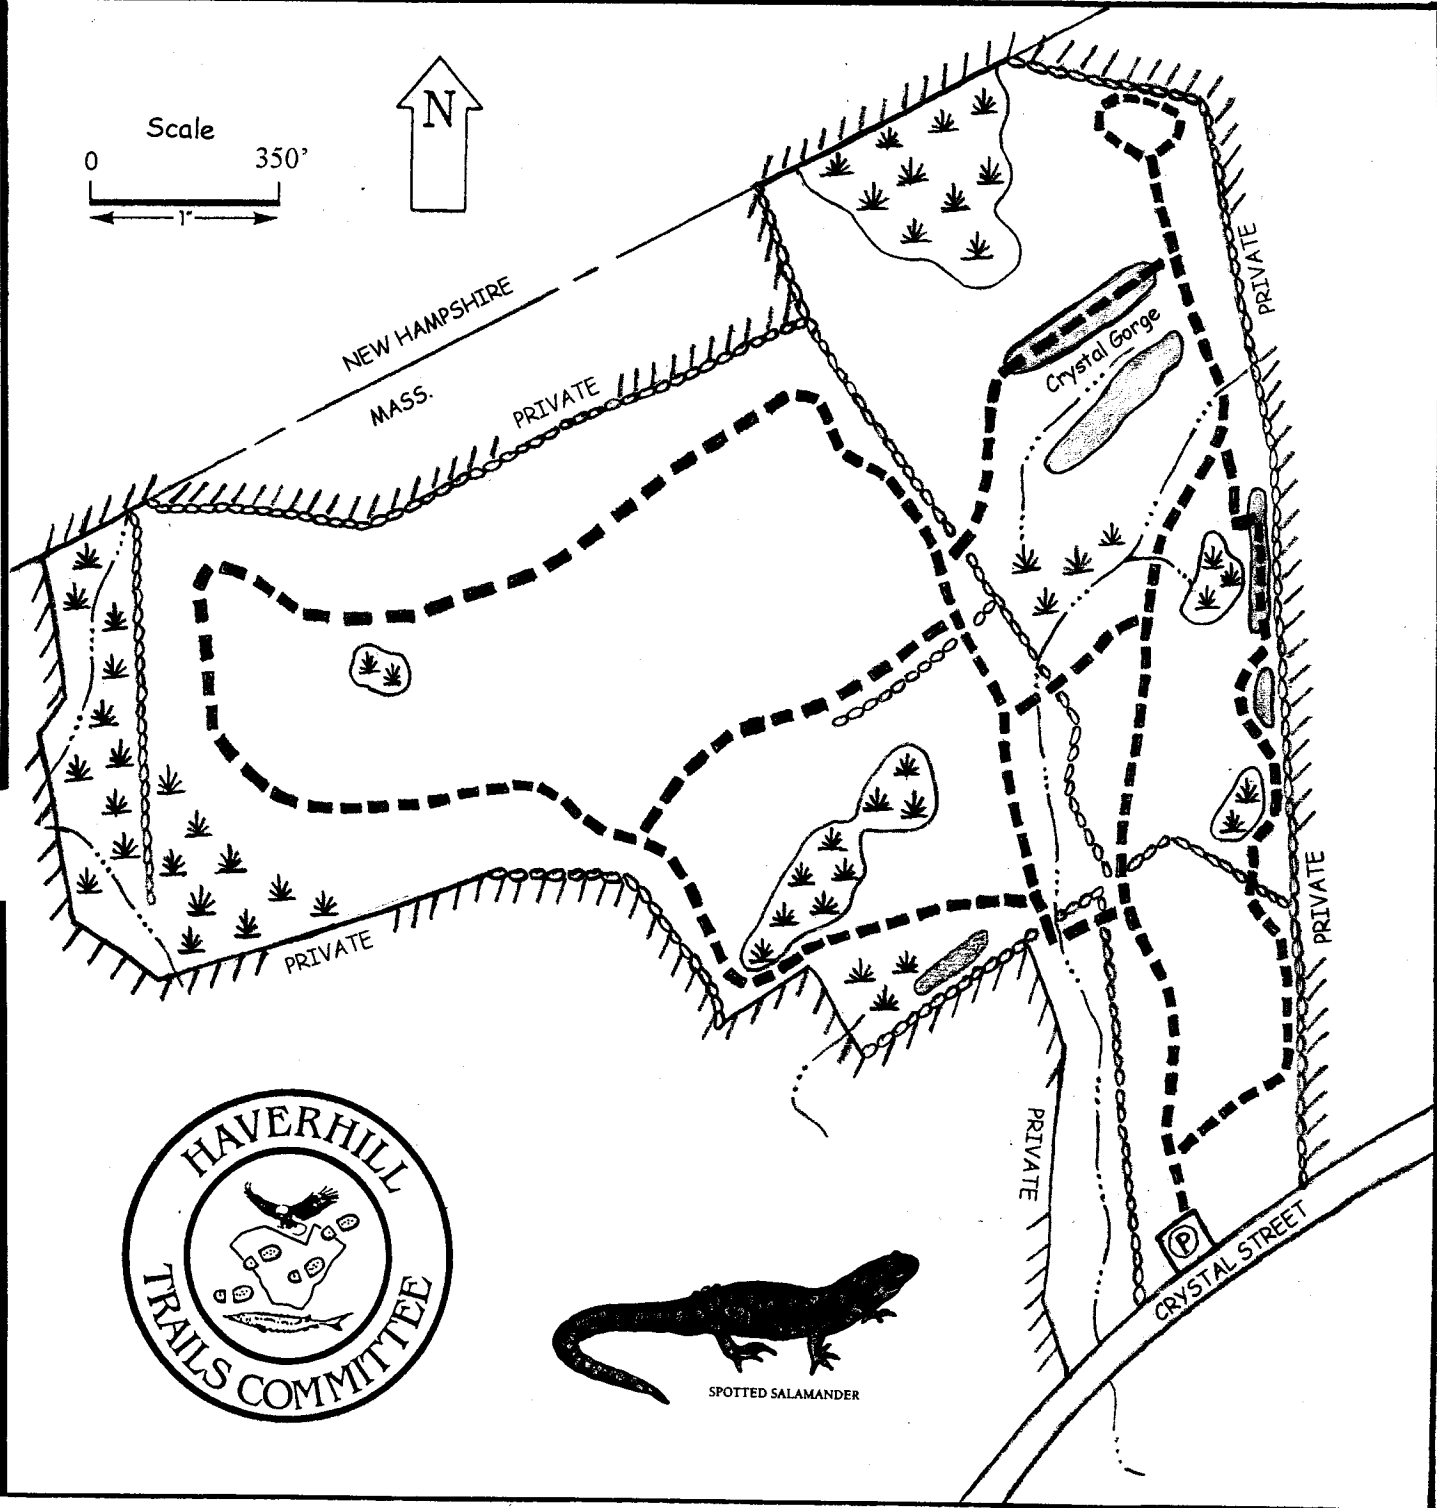 Scale
0 350'
1"
N
NEW HAMPSHIRE
MASS.
PRIVATE
Crystal Gorge
PRIVATE
PRIVATE
PRIVATE
PRIVATE
P
CRYSTAL STREET
HAVERHILL
TRAILS COMMITTEE
SPOTTED SALAMANDER